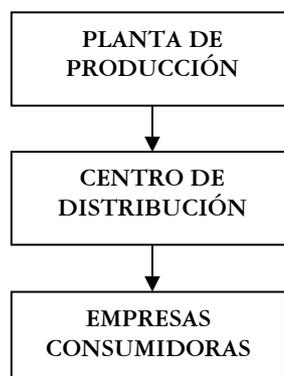 PLANTA DE
PRODUCCIÓN
CENTRO DE
DISTRIBUCIÓN
EMPRESAS
CONSUMIDORAS